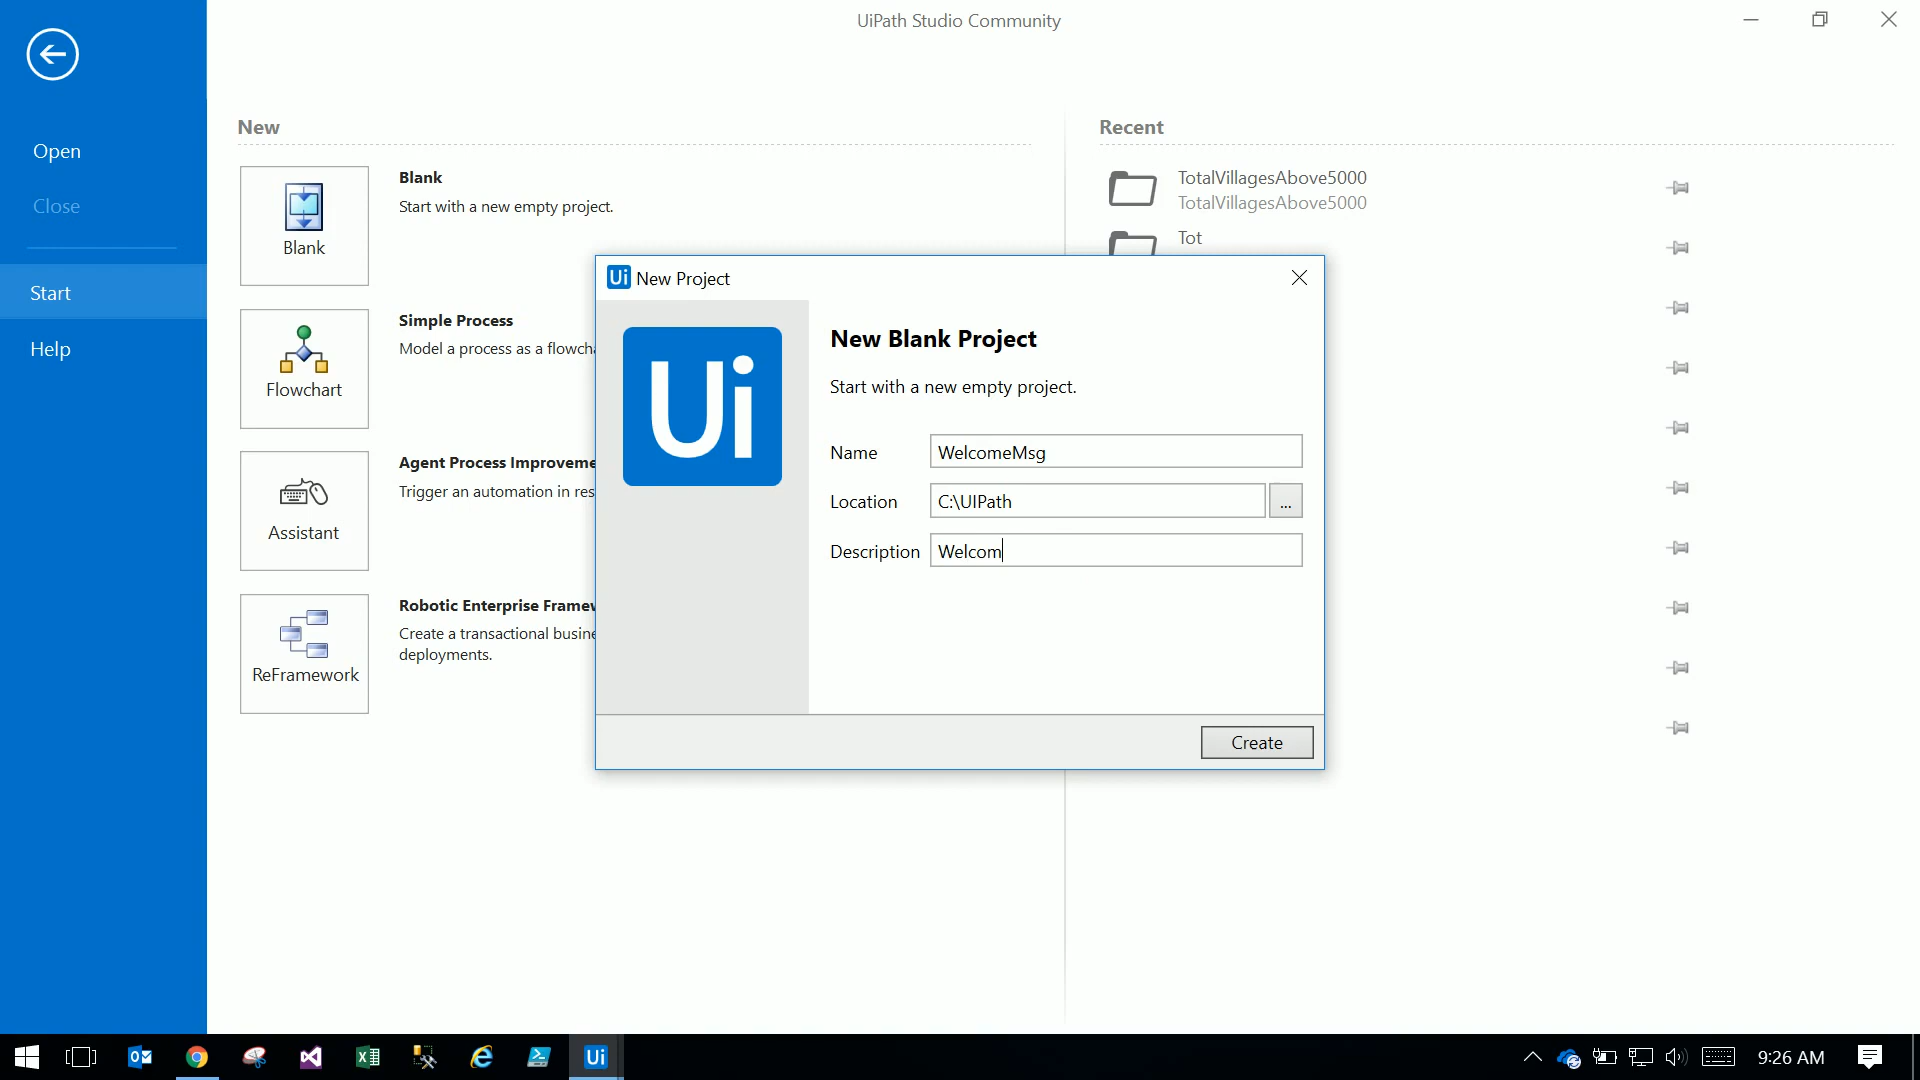 UiPath Studio Community
Open
Close
Start
Help
New
Blank
Blank
Start with a new empty project.
Flowchart
Simple Process
Model a process as a flowcha
Assistant
Agent Process Improveme
Trigger an automation in res
ReFramework
Robotic Enterprise Framew
Create a transactional busine
deployments.
Recent
TotalVillagesAbove5000
TotalVillagesAbove5000
Tot
Ui New Project
Ui
New Blank Project
Start with a new empty project.
Name WelcomeMsg
Location C:\UIPath ...
Description Welcom
Create
Ui
9:26 AM